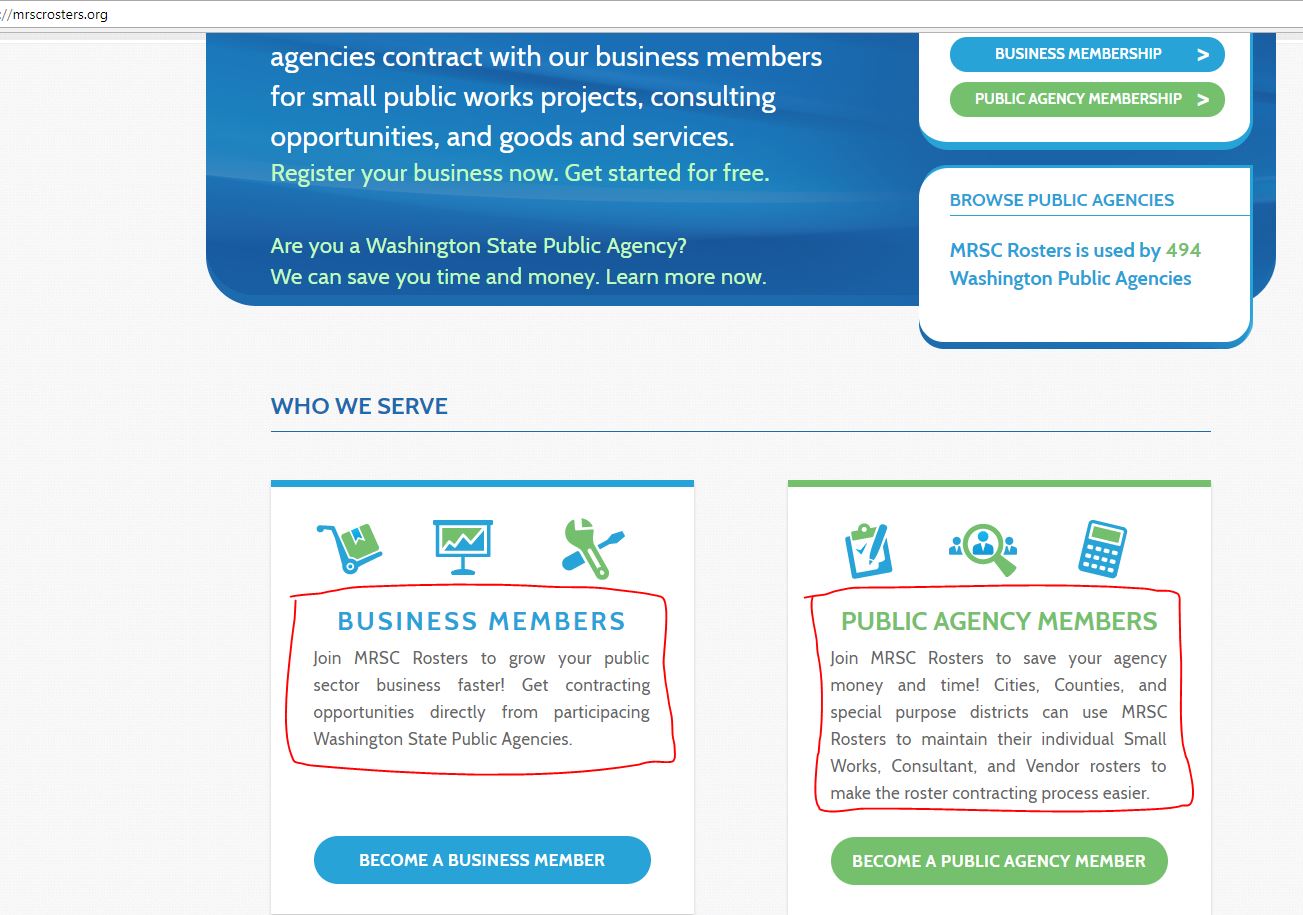 ://mrscrosters.org
agencies contract with our business members
for small public works projects, consulting
opportunities, and goods and services.
Register your business now. Get started for free.
Are you a Washington State Public Agency?
We can save you time and money. Learn more now.
BUSINESS MEMBERSHIP >
PUBLIC AGENCY MEMBERSHIP >
BROWSE PUBLIC AGENCIES
MRSC Rosters is used by 494
Washington Public Agencies
WHO WE SERVE
BUSINESS MEMBERS
Join MRSC Rosters to grow your public
sector business faster! Get contracting
opportunities directly from participacing
Washington State Public Agencies.
BECOME A BUSINESS MEMBER
PUBLIC AGENCY MEMBERS
Join MRSC Rosters to save your agency
money and time! Cities, Counties, and
special purpose districts can use MRSC
Rosters to maintain their individual Small
Works, Consultant, and Vendor rosters to
make the roster contracting process easier.
BECOME A PUBLIC AGENCY MEMBER